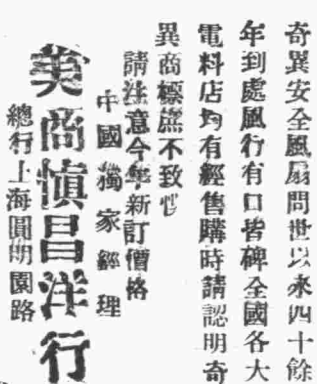 奇異安全風扇問世以來四十餘
年到處風行有口皆碑全國各大
電料店均有經售購時請認明奇
異商標庶不致悞
請注意今年新訂價格
中國獨家經理
美商慎昌洋行
總行上海圓明園路